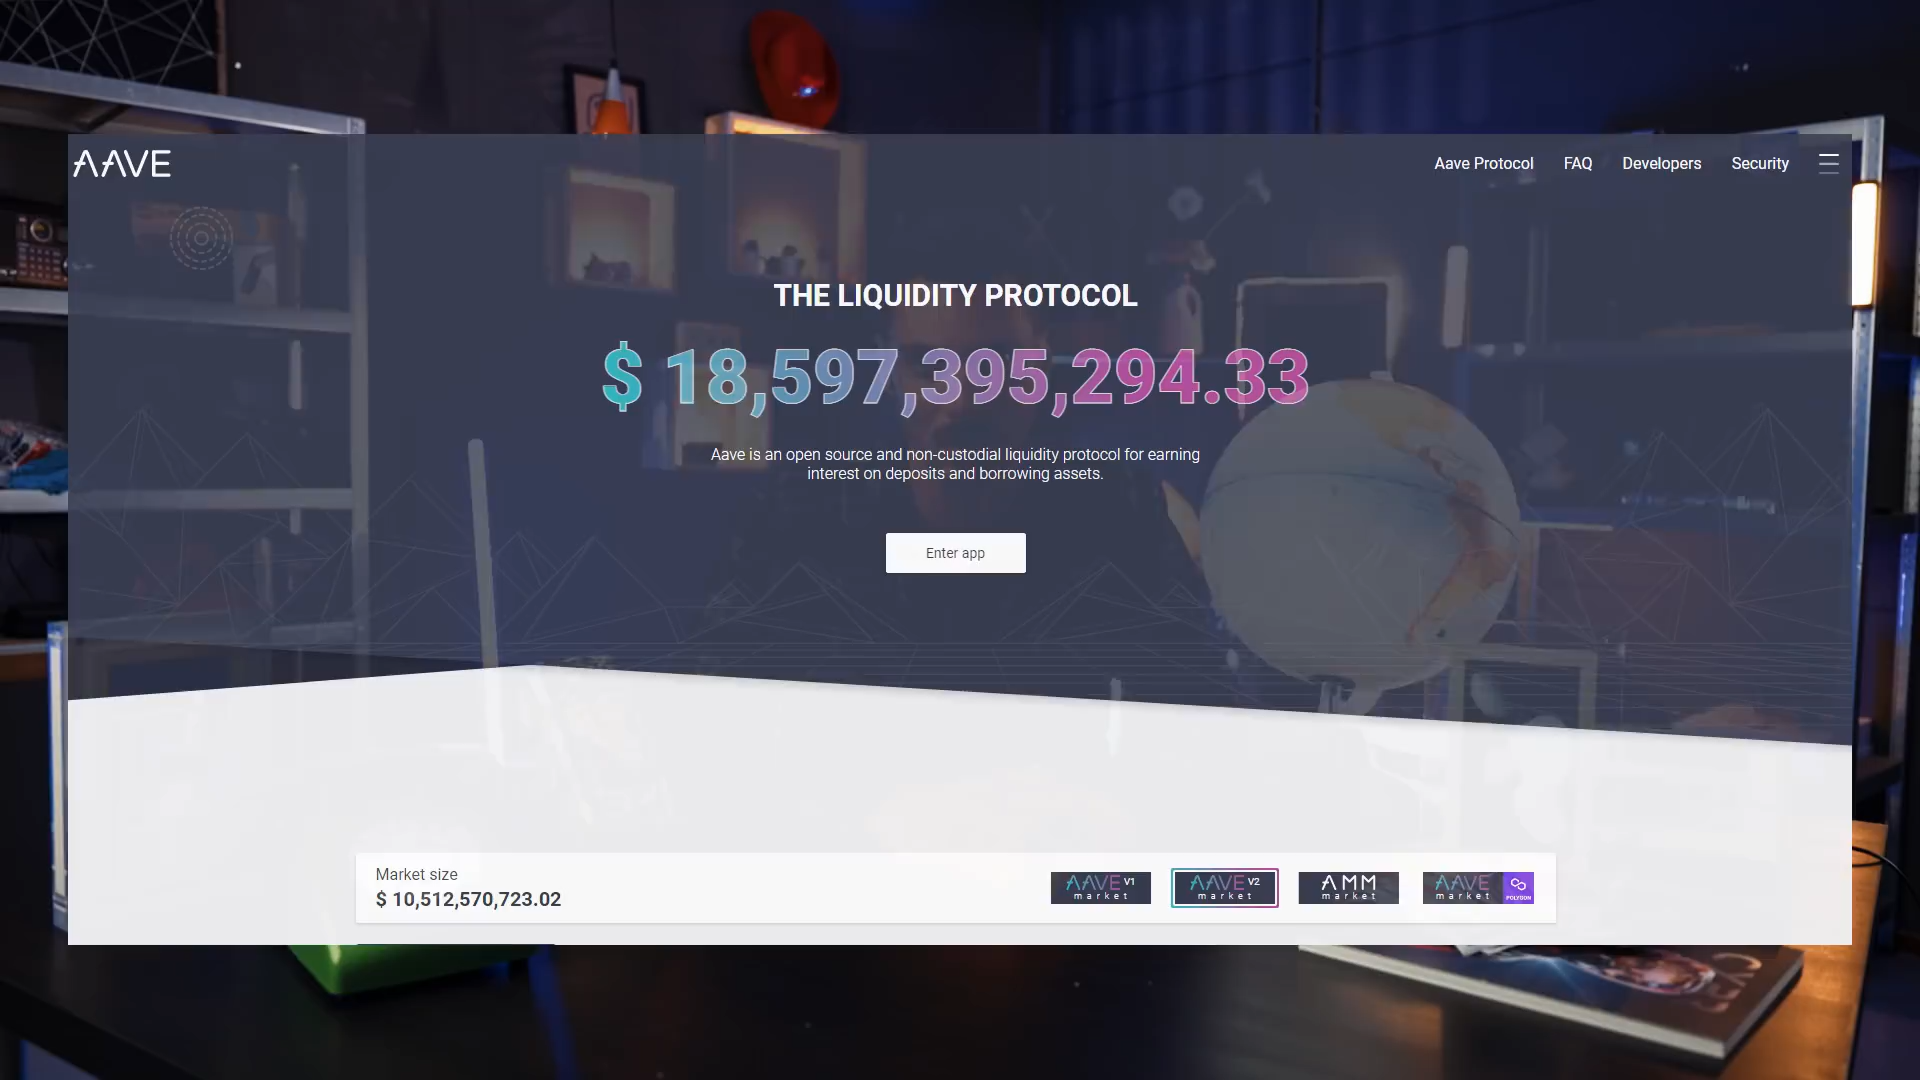 AAVE
Aave Protocol FAQ Developers Security
THE LIQUIDITY PROTOCOL
$ 18,597,395,294.33
Aave is an open source and non-custodial liquidity protocol for earning
interest on deposits and borrowing assets.
Enter app
Market size
$ 10,512,570,723.02
AAVE V1
market
AAVE V2
market
AMM
market
AAVE
market
POLYGON